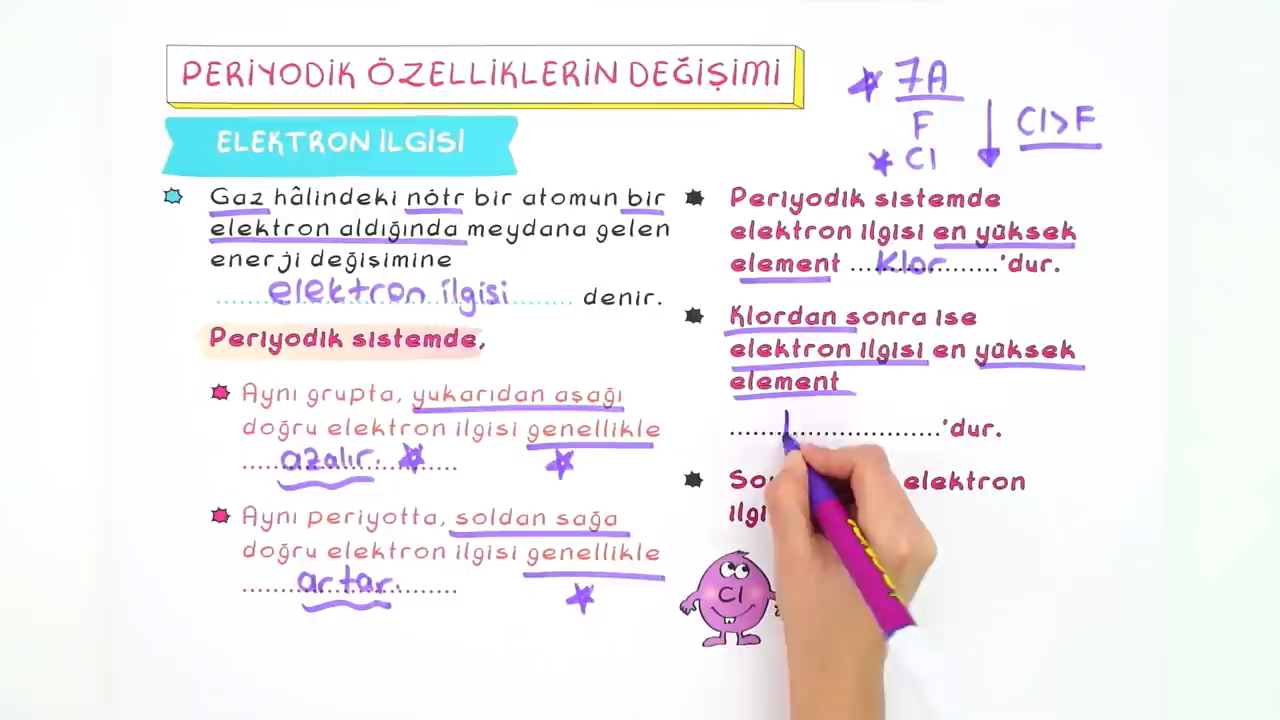 PERİYODİK ÖZELLİKLERİN DEĞİŞİMİ
ELEKTRON İLGİSİ
Gaz hâlindeki nötr bir atomun bir
elektron aldığında meydana gelen
enerji değişimine
elektron ilgisi denir.
Periyodik sistemde,
Aynı grupta, yukarıdan aşağı
doğru elektron ilgisi genellikle
azalır.
Aynı periyotta, soldan sağa
doğru elektron ilgisi genellikle
artar.
7A
F
Cl
Cl>F
Periyodik sistemde
elektron ilgisi en yüksek
element ...Klor...'dur.
Klordan sonra ise
elektron ilgisi en yüksek
element
....................'dur.
elektron
Cl